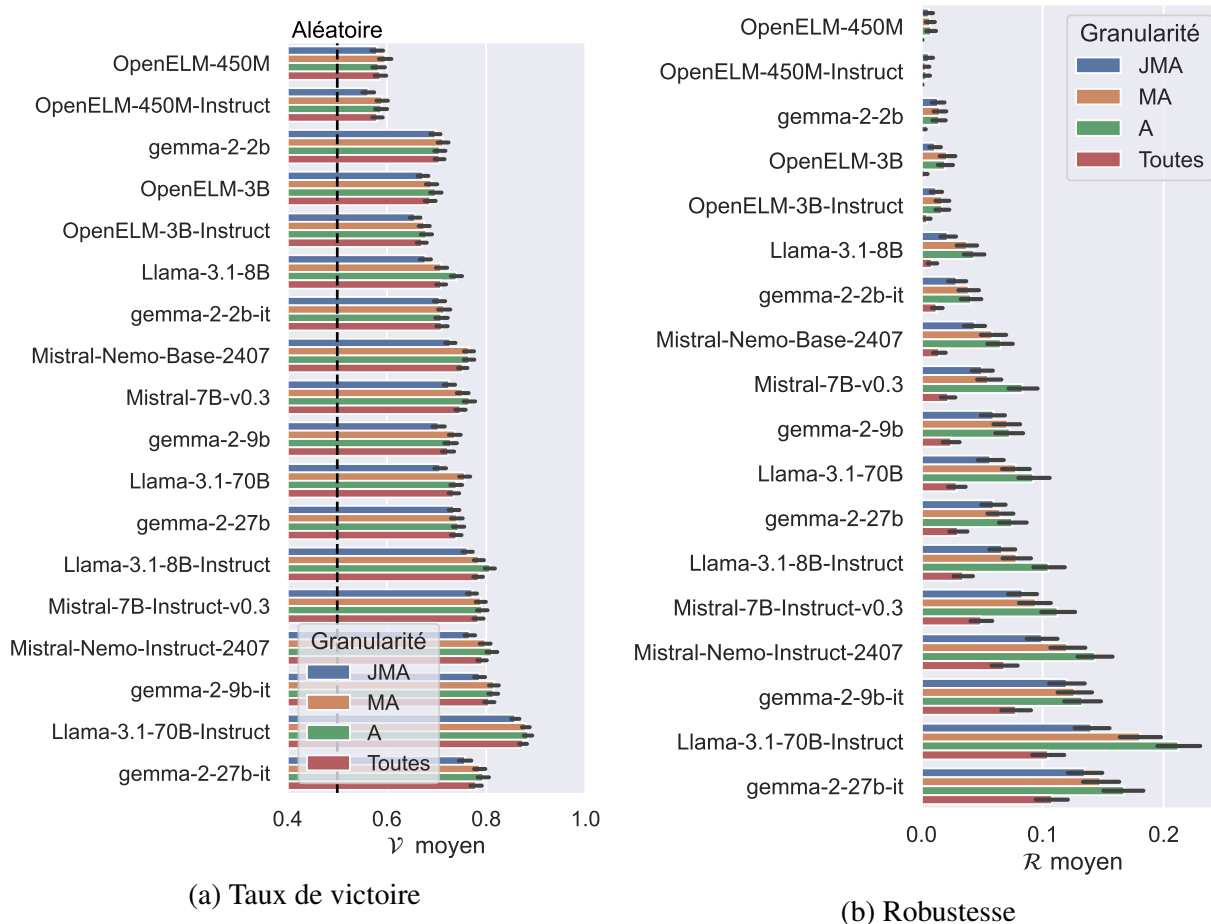 Aléatoire
OpenELM-450M
OpenELM-450M-Instruct
gemma-2-2b
OpenELM-3B
OpenELM-3B-Instruct
Llama-3.1-8B
gemma-2-2b-it
Mistral-Nemo-Base-2407
Mistral-7B-v0.3
gemma-2-9b
Llama-3.1-70B
gemma-2-27b
Llama-3.1-8B-Instruct
Mistral-7B-Instruct-v0.3
Mistral-Nemo-Instruct-2407
gemma-2-9b-it
Llama-3.1-70B-Instruct
gemma-2-27b-it
Granularité
JMA
MA
A
Toutes
0.4 0.6 0.8 1.0
𝒱 moyen
(a) Taux de victoire
OpenELM-450M
OpenELM-450M-Instruct
gemma-2-2b
OpenELM-3B
OpenELM-3B-Instruct
Llama-3.1-8B
gemma-2-2b-it
Mistral-Nemo-Base-2407
Mistral-7B-v0.3
gemma-2-9b
Llama-3.1-70B
gemma-2-27b
Llama-3.1-8B-Instruct
Mistral-7B-Instruct-v0.3
Mistral-Nemo-Instruct-2407
gemma-2-9b-it
Llama-3.1-70B-Instruct
gemma-2-27b-it
Granularité
JMA
MA
A
Toutes
0.0 0.1 0.2
ℛ moyen
(b) Robustesse